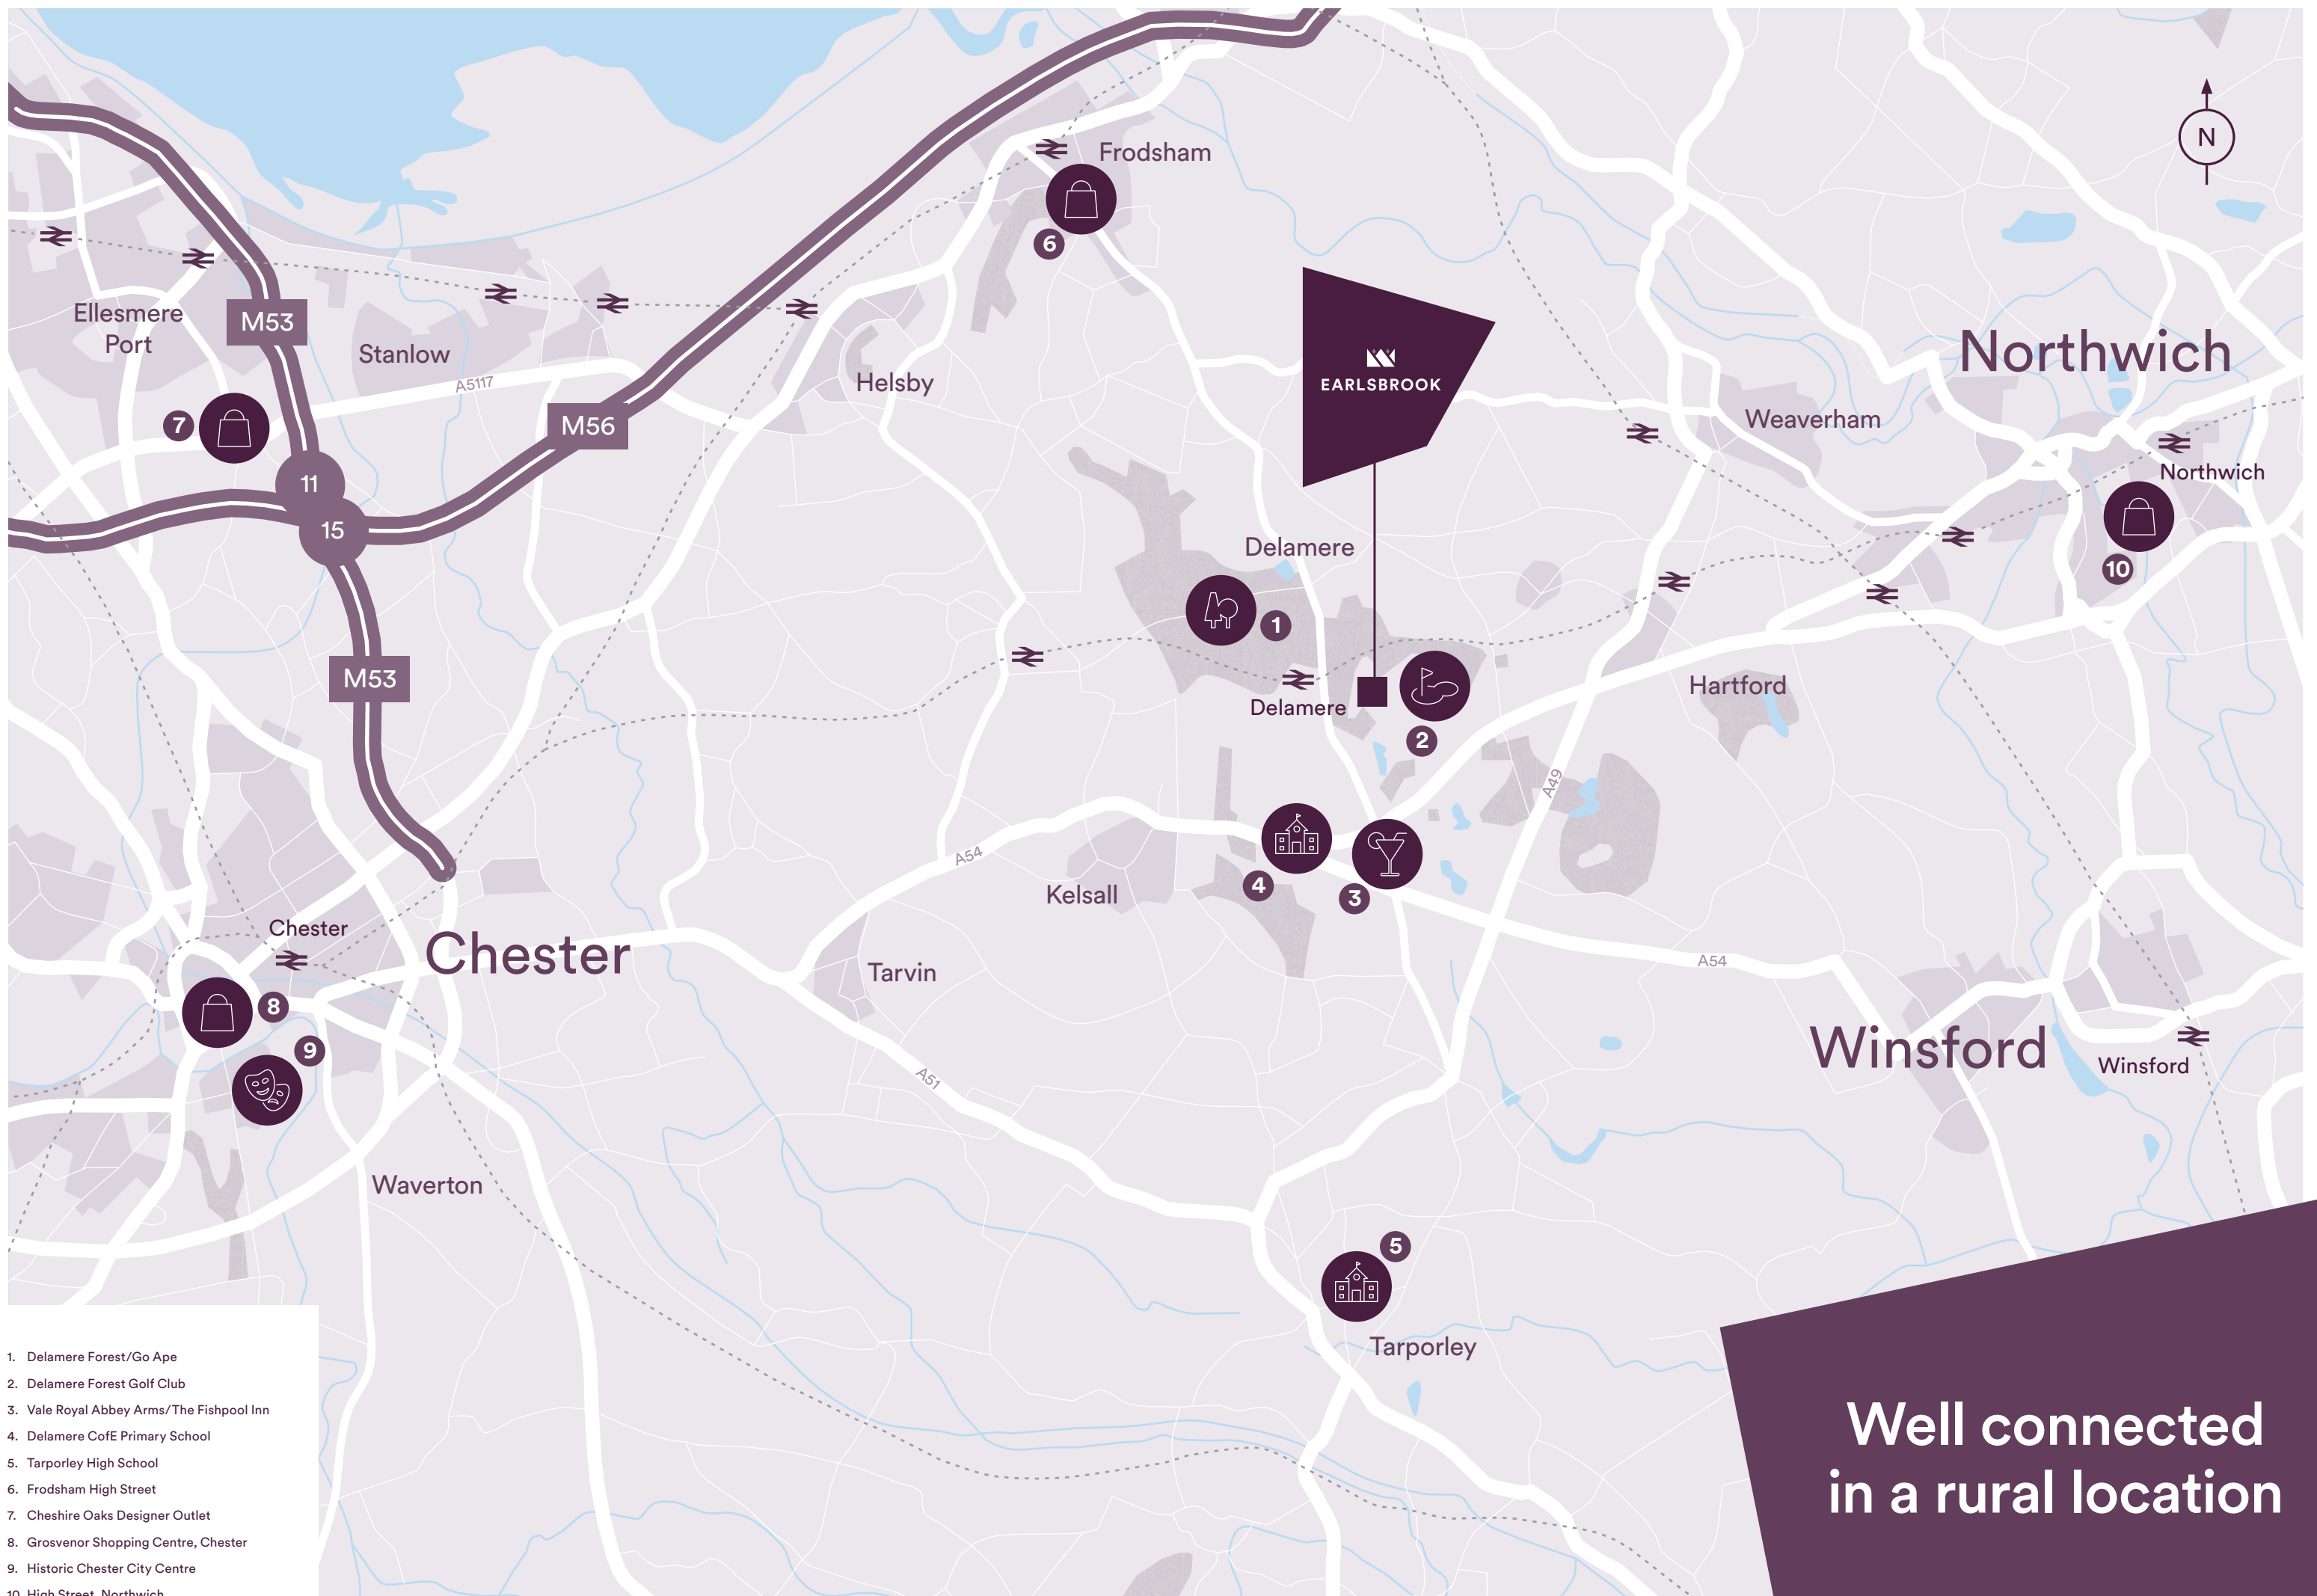 N
Frodsham
6
Ellesmere
Port
M53
Stanlow
A5117
Helsby
EARLSBROOK
Northwich
Weaverham
7
M56
Northwich
11
15
10
Delamere
1
M53
Delamere
2
Hartford
A49
A54
4
3
Kelsall
Chester
Chester
Tarvin
A54
8
9
Winsford
Winsford
A51
Waverton
5
Tarporley
1. Delamere Forest/Go Ape
2. Delamere Forest Golf Club
3. Vale Royal Abbey Arms/The Fishpool Inn
4. Delamere CofE Primary School
5. Tarporley High School
6. Frodsham High Street
7. Cheshire Oaks Designer Outlet
8. Grosvenor Shopping Centre, Chester
9. Historic Chester City Centre
10. High Street, Northwich
Well connected
in a rural location